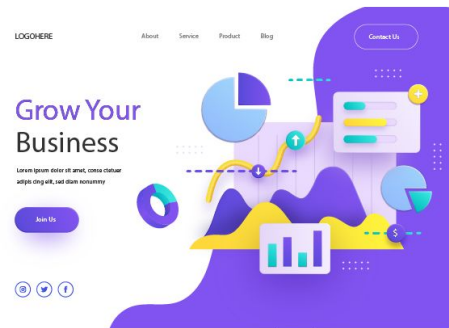 LOGOHERE
About Service Product Blog
Contact Us
Grow Your
Business
Lorem ipsum dolor sit amet, conse ctetuer
adipis cing elit, sed diam nonummy
Join Us
$